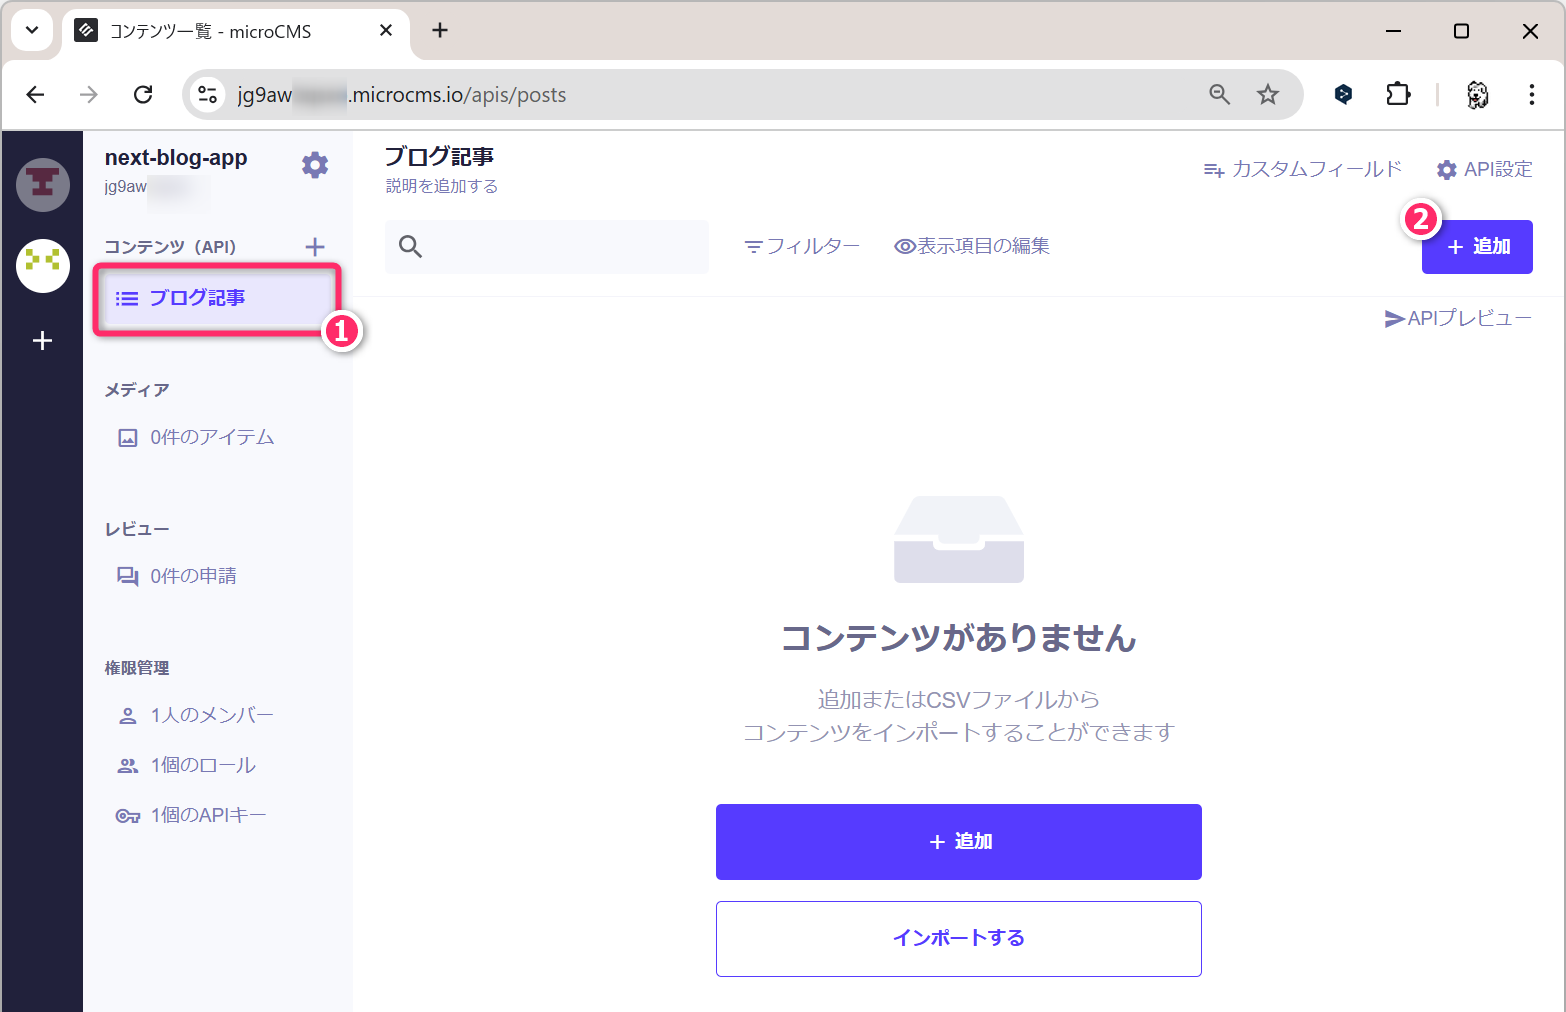 コンテンツ一覧 - microCMS
jg9aw
.microcms.io/apis/posts
next-blog-app
jg9aw
コンテンツ（API）
ブログ記事
1
メディア
0件のアイテム
レビュー
0件の申請
権限管理
1人のメンバー
1個のロール
1個のAPIキー
ブログ記事
説明を追加する
カスタムフィールド
API設定
フィルター
表示項目の編集
2
+ 追加
APIプレビュー
コンテンツがありません
追加またはCSVファイルから
コンテンツをインポートすることができます
+ 追加
インポートする